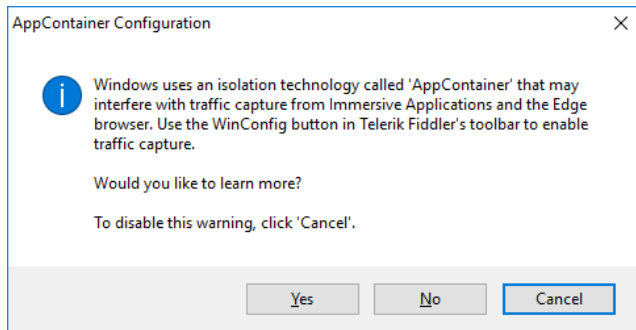 AppContainer Configuration
Windows uses an isolation technology called 'AppContainer' that may
interfere with traffic capture from Immersive Applications and the Edge
browser. Use the WinConfig button in Telerik Fiddler's toolbar to enable
traffic capture.
Would you like to learn more?
To disable this warning, click 'Cancel'.
Yes
No
Cancel